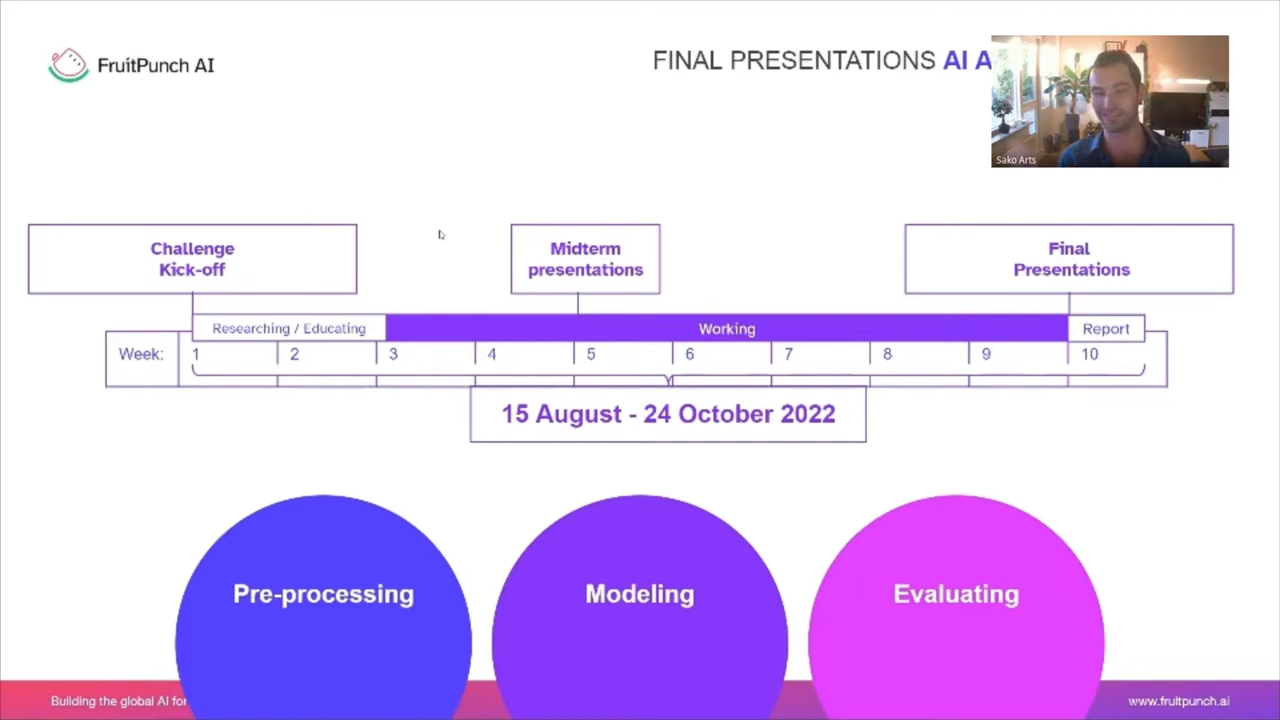 FruitPunch AI
FINAL PRESENTATIONS AI A
Sako Arts
Challenge
Kick-off
Midterm
presentations
Final
Presentations
Researching / Educating
Working
Report
Week:
1
2
3
4
5
6
7
8
9
10
15 August - 24 October 2022
Pre-processing
Modeling
Evaluating
Building the global AI for
www.fruitpunch.ai